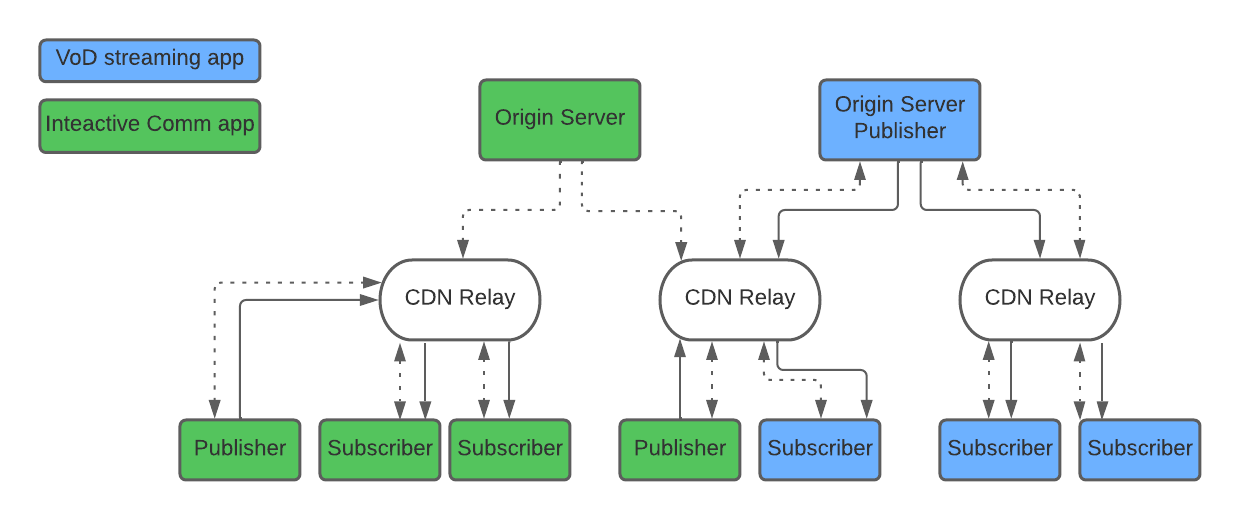 VoD streaming app
Inteactive Comm app
Origin Server
Origin Server
Publisher
CDN Relay
CDN Relay
CDN Relay
Publisher
Subscriber
Subscriber
Publisher
Subscriber
Subscriber
Subscriber